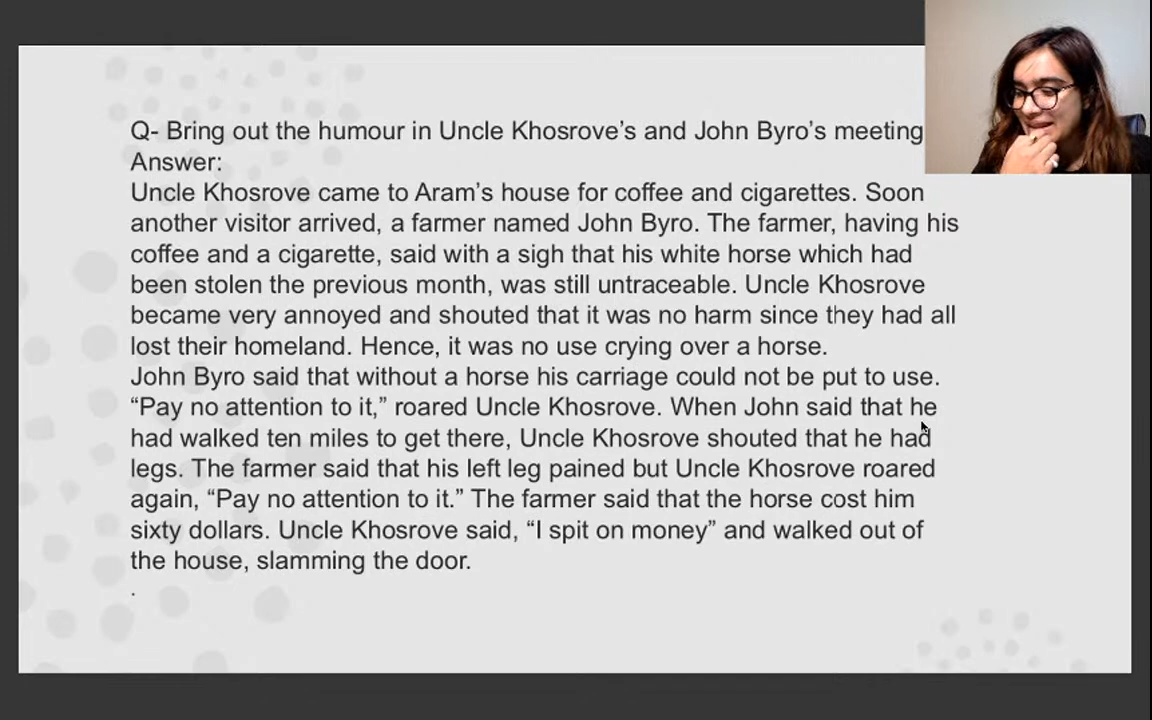 Q- Bring out the humour in Uncle Khosrove’s and John Byro’s meeting
Answer:
Uncle Khosrove came to Aram’s house for coffee and cigarettes. Soon
another visitor arrived, a farmer named John Byro. The farmer, having his
coffee and a cigarette, said with a sigh that his white horse which had
been stolen the previous month, was still untraceable. Uncle Khosrove
became very annoyed and shouted that it was no harm since they had all
lost their homeland. Hence, it was no use crying over a horse.
John Byro said that without a horse his carriage could not be put to use.
“Pay no attention to it,” roared Uncle Khosrove. When John said that he
had walked ten miles to get there, Uncle Khosrove shouted that he had
legs. The farmer said that his left leg pained but Uncle Khosrove roared
again, “Pay no attention to it.” The farmer said that the horse cost him
sixty dollars. Uncle Khosrove said, “I spit on money” and walked out of
the house, slamming the door.
.